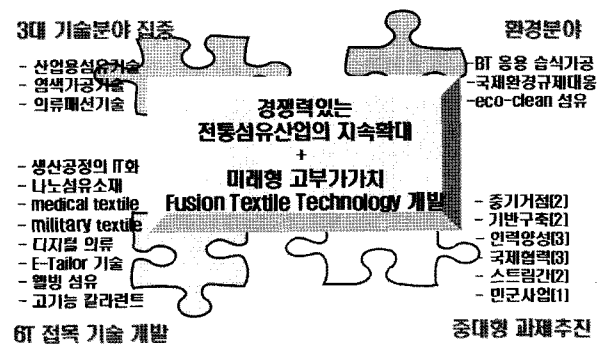 3대 기술분야 집중
- 산업용섬유기술
- 염색가공기술
- 의류패션기술
환경분야
-BT 응용 습식가공
-국제환경규제대응
-eco-clean 섬유
경쟁력있는
전통섬유산업의 지속확대
+
미래형 고부가가치
Fusion Textile Technology 개발
- 생산공정의 IT화
- 나노섬유소재
- medical textile
- military textile
- 디지털 의류
- E-Tailor 기술
- 웰빙 섬유
- 고기능 칼라런트
6T 접목 기술 개발
- 중기거점[2]
- 기반구축[2]
- 인력양성[3]
- 국제협력[3]
- 스트림간[2]
- 민군사업[1]
중대형 과제추진